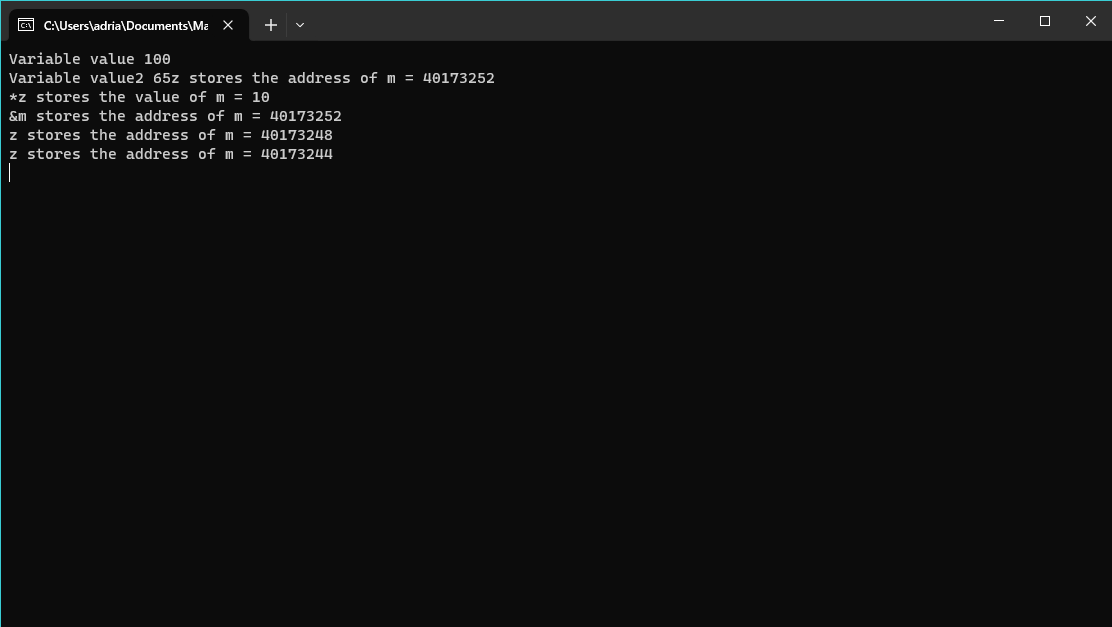 C:\Users\adria\Documents\Ma
Variable value 100
Variable value2 65z stores the address of m = 40173252
*z stores the value of m = 10
&m stores the address of m = 40173252
z stores the address of m = 40173248
z stores the address of m = 40173244